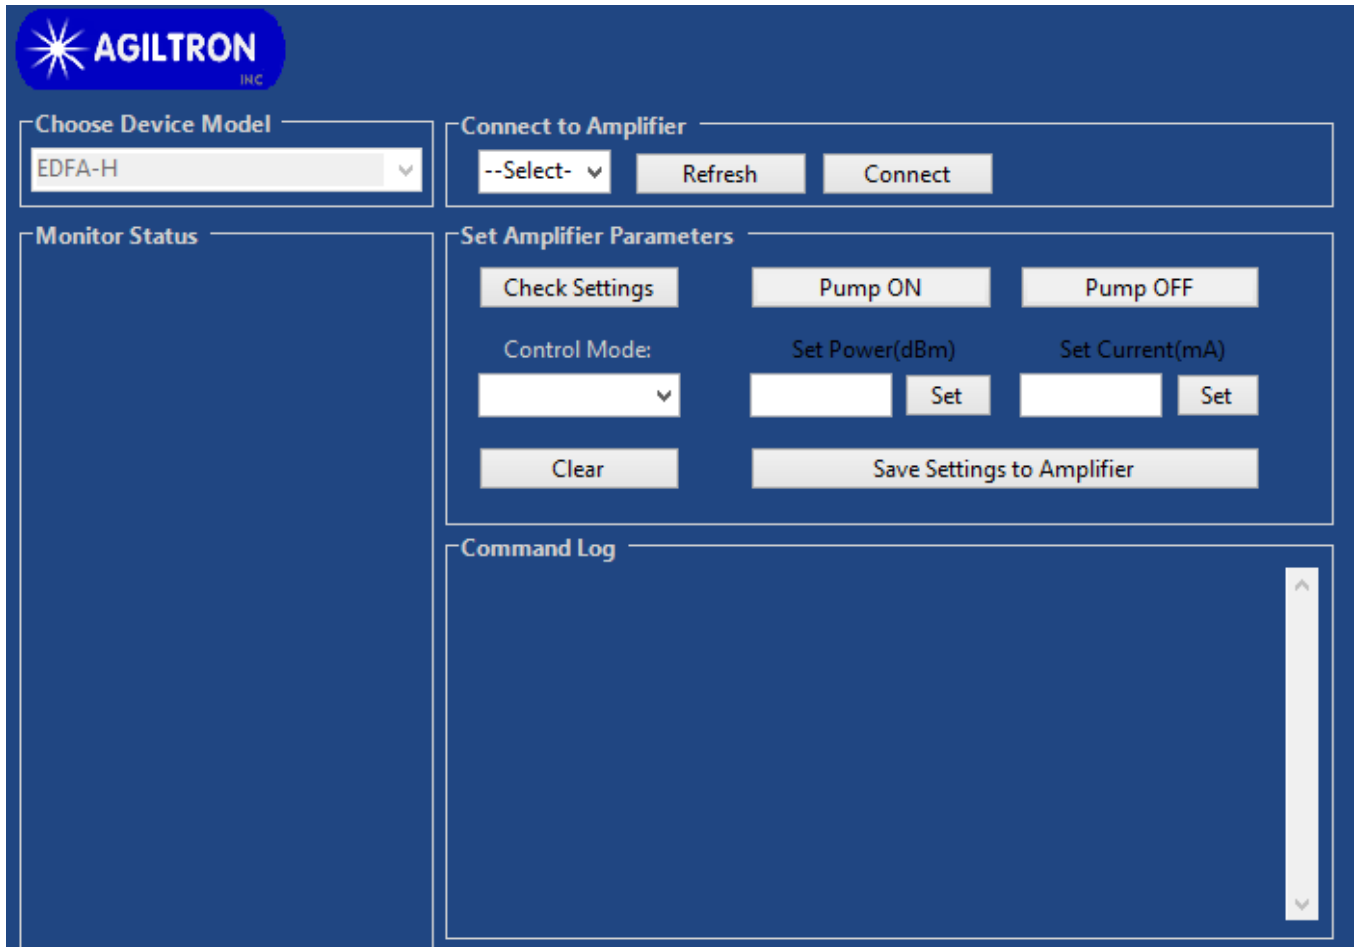 AGILTRON
INC
Choose Device Model
EDFA-H
Connect to Amplifier
--Select-
Refresh
Connect
Monitor Status
Set Amplifier Parameters
Check Settings
Pump ON
Pump OFF
Control Mode:
Set Power(dBm)
Set Current(mA)
Set
Set
Clear
Save Settings to Amplifier
Command Log